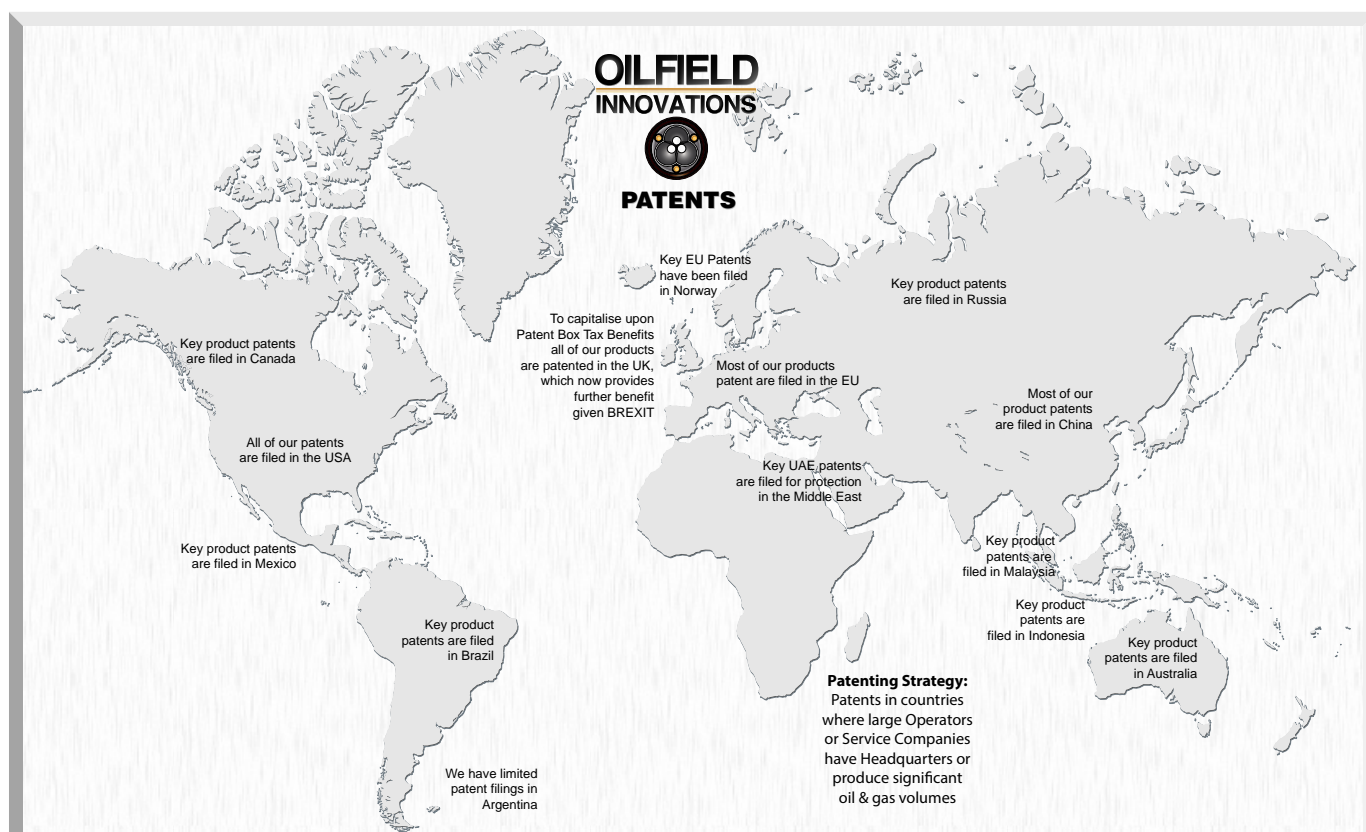 OILFIELD
INNOVATIONS
PATENTS
Key EU Patents
have been filed
in Norway
Key product patents
are filed in Russia
To capitalise upon
Patent Box Tax Benefits
all of our products
are patented in the UK,
which now provides
further benefit
given BREXIT
Key product patents
are filed in Canada
Most of our products
patent are filed in the EU
Most of our
product patents
are filed in China
All of our patents
are filed in the USA
Key UAE patents
are filed for protection
in the Middle East
Key product patents
are filed in Mexico
Key product
patents are
filed in Malaysia
Key product
patents are
filed in Indonesia
Key product
patents are filed
in Brazil
Key product
patents are filed
in Australia
Patenting Strategy:
Patents in countries
where large Operators
or Service Companies
have Headquarters or
produce significant
oil & gas volumes
We have limited
patent filings in
Argentina